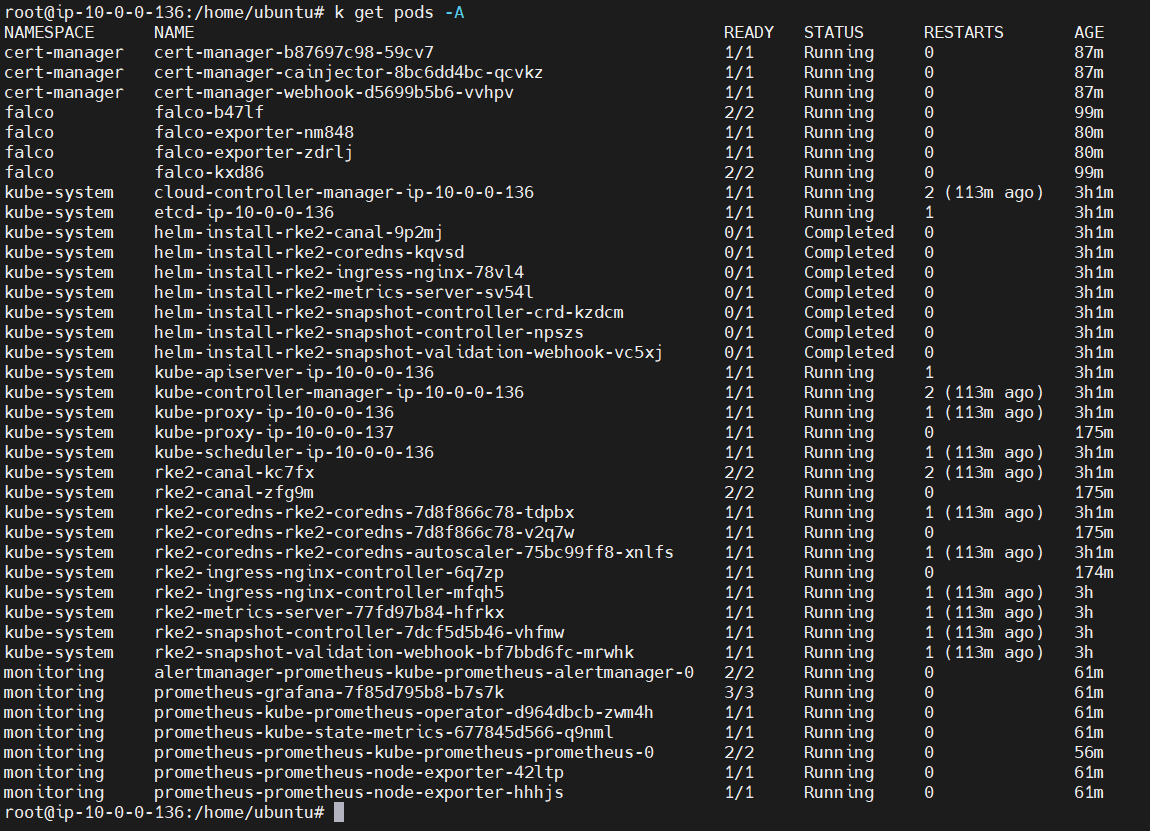 root@ip-10-0-0-136:/home/ubuntu# k get pods -A
NAMESPACE NAME READY STATUS RESTARTS AGE
cert-manager cert-manager-b87697c98-59cv7 1/1 Running 0 87m
cert-manager cert-manager-cainjector-8bc6dd4bc-qcvkz 1/1 Running 0 87m
cert-manager cert-manager-webhook-d5699b5b6-vvhpv 1/1 Running 0 87m
falco falco-b47lf 2/2 Running 0 99m
falco falco-exporter-nm848 1/1 Running 0 80m
falco falco-exporter-zdrlj 1/1 Running 0 80m
falco falco-kxd86 2/2 Running 0 99m
kube-system cloud-controller-manager-ip-10-0-0-136 1/1 Running 2 (113m ago) 3h1m
kube-system etcd-ip-10-0-0-136 1/1 Running 1 3h1m
kube-system helm-install-rke2-canal-9p2mj 0/1 Completed 0 3h1m
kube-system helm-install-rke2-coredns-kqvsd 0/1 Completed 0 3h1m
kube-system helm-install-rke2-ingress-nginx-78vl4 0/1 Completed 0 3h1m
kube-system helm-install-rke2-metrics-server-sv54l 0/1 Completed 0 3h1m
kube-system helm-install-rke2-snapshot-controller-crd-kzdcm 0/1 Completed 0 3h1m
kube-system helm-install-rke2-snapshot-controller-npszs 0/1 Completed 0 3h1m
kube-system helm-install-rke2-snapshot-validation-webhook-vc5xj 0/1 Completed 0 3h1m
kube-system kube-apiserver-ip-10-0-0-136 1/1 Running 1 3h1m
kube-system kube-controller-manager-ip-10-0-0-136 1/1 Running 2 (113m ago) 3h1m
kube-system kube-proxy-ip-10-0-0-136 1/1 Running 1 (113m ago) 3h1m
kube-system kube-proxy-ip-10-0-0-137 1/1 Running 0 175m
kube-system kube-scheduler-ip-10-0-0-136 1/1 Running 1 (113m ago) 3h1m
kube-system rke2-canal-kc7fx 2/2 Running 2 (113m ago) 3h1m
kube-system rke2-canal-zfg9m 2/2 Running 0 175m
kube-system rke2-coredns-rke2-coredns-7d8f866c78-tdpbx 1/1 Running 1 (113m ago) 3h1m
kube-system rke2-coredns-rke2-coredns-7d8f866c78-v2q7w 1/1 Running 0 175m
kube-system rke2-coredns-rke2-coredns-autoscaler-75bc99ff8-xnlfs 1/1 Running 1 (113m ago) 3h1m
kube-system rke2-ingress-nginx-controller-6q7zp 1/1 Running 0 174m
kube-system rke2-ingress-nginx-controller-mfqh5 1/1 Running 1 (113m ago) 3h
kube-system rke2-metrics-server-77fd97b84-hfrkx 1/1 Running 1 (113m ago) 3h
kube-system rke2-snapshot-controller-7dcf5d5b46-vhfmw 1/1 Running 1 (113m ago) 3h
kube-system rke2-snapshot-validation-webhook-bf7bbd6fc-mrwhk 1/1 Running 1 (113m ago) 3h
monitoring alertmanager-prometheus-kube-prometheus-alertmanager-0 2/2 Running 0 61m
monitoring prometheus-grafana-7f85d795b8-b7s7k 3/3 Running 0 61m
monitoring prometheus-kube-prometheus-operator-d964dbcb-zwm4h 1/1 Running 0 61m
monitoring prometheus-kube-state-metrics-677845d566-q9nml 1/1 Running 0 61m
monitoring prometheus-prometheus-kube-prometheus-prometheus-0 2/2 Running 0 56m
monitoring prometheus-prometheus-node-exporter-42ltp 1/1 Running 0 61m
monitoring prometheus-prometheus-node-exporter-hhhjs 1/1 Running 0 61m
root@ip-10-0-0-136:/home/ubuntu#